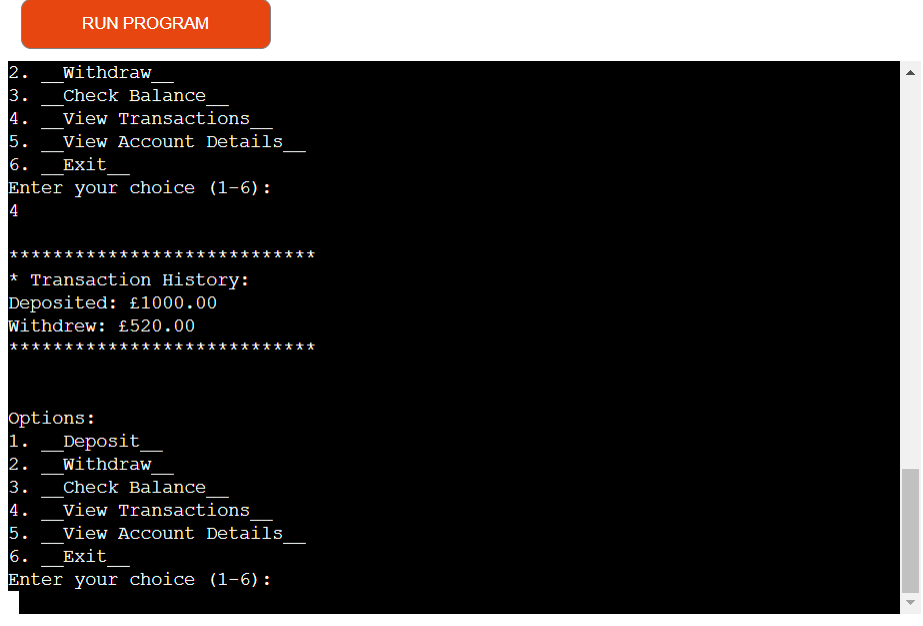 RUN PROGRAM
2. __Withdraw__
3. __Check Balance__
4. __View Transactions__
5. __View Account Details__
6. __Exit__
Enter your choice (1-6):
4
****************************
* Transaction History:
Deposited: £1000.00
Withdrew: £520.00
****************************
Options:
1. __Deposit__
2. __Withdraw__
3. __Check Balance__
4. __View Transactions__
5. __View Account Details__
6. __Exit__
Enter your choice (1-6):